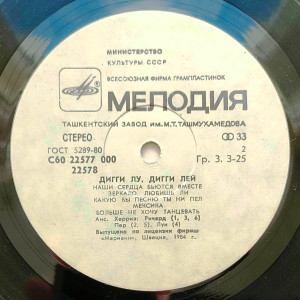 МИНИСТЕРСТВО
КУЛЬТУРЫ СССР
ВСЕСОЮЗНАЯ ФИРМА ГРАМПЛАСТИНОК
МЕЛОДИЯ
ТАШКЕНТСКИЙ ЗАВОД им. М.Т. ТАШМУХАМЕДОВА
СТЕРЕО 33
ГОСТ 5289-80 2
С60 22577 000 Гр. 3. 3-25
22578
ДИГГИ ЛУ, ДИГГИ ЛЕЙ
НАШИ СЕРДЦА БЬЮТСЯ ВМЕСТЕ
ЗЕРКАЛО. ЛЮБИШЬ ЛИ
КАКУЮ БЫ ПЕСНЮ ТЫ НИ ПЕЛ
МЕКСИКА
БОЛЬШЕ НЕ ХОЧУ ТАНЦЕВАТЬ
Анс. Херриз: Ричард (1, 3, 6)
Пер (2, 5), Луи (4)
Выпущено по лицензии фирмы
«Мариани», Швеция, 1984 г.